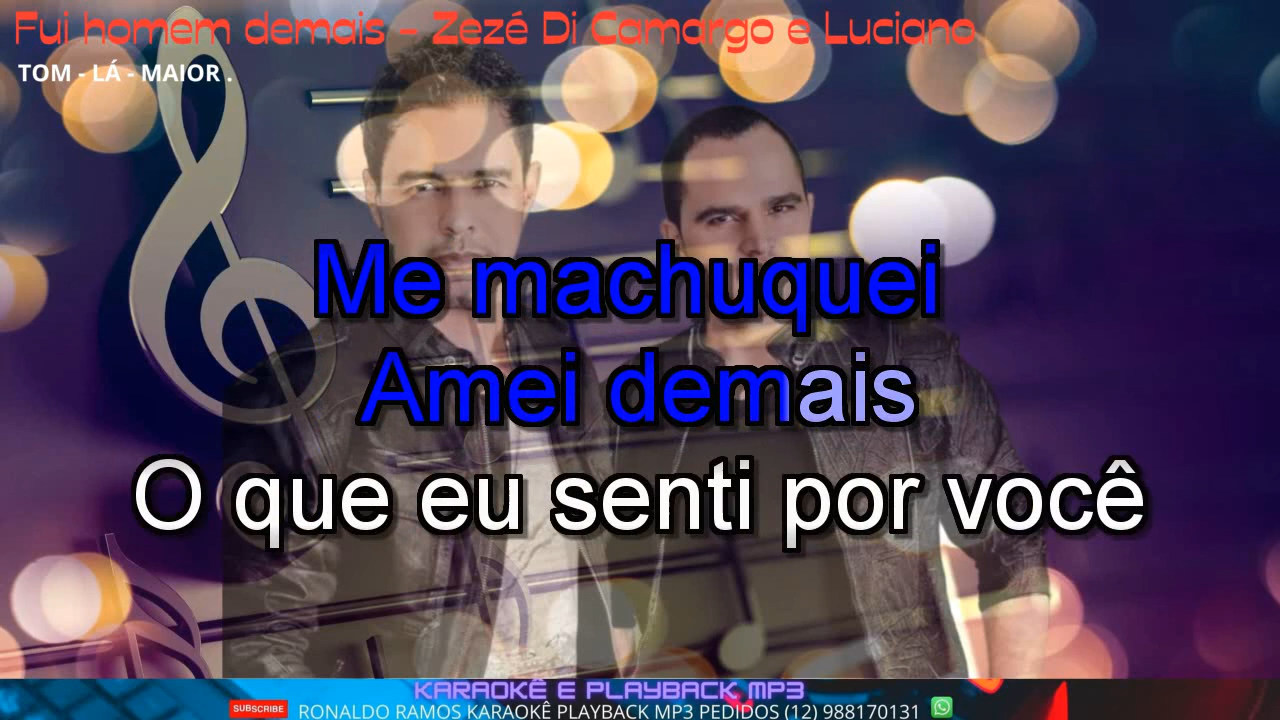 Fui homem demais - Zezé Di Camargo e Luciano
TOM - LÁ - MAIOR .
Me machuquei
Amei demais
O que eu senti por você
KARAOKÊ E PLAYBACK MP3
SUBSCRIBE RONALDO RAMOS KARAOKÊ PLAYBACK MP3 PEDIDOS (12) 988170131